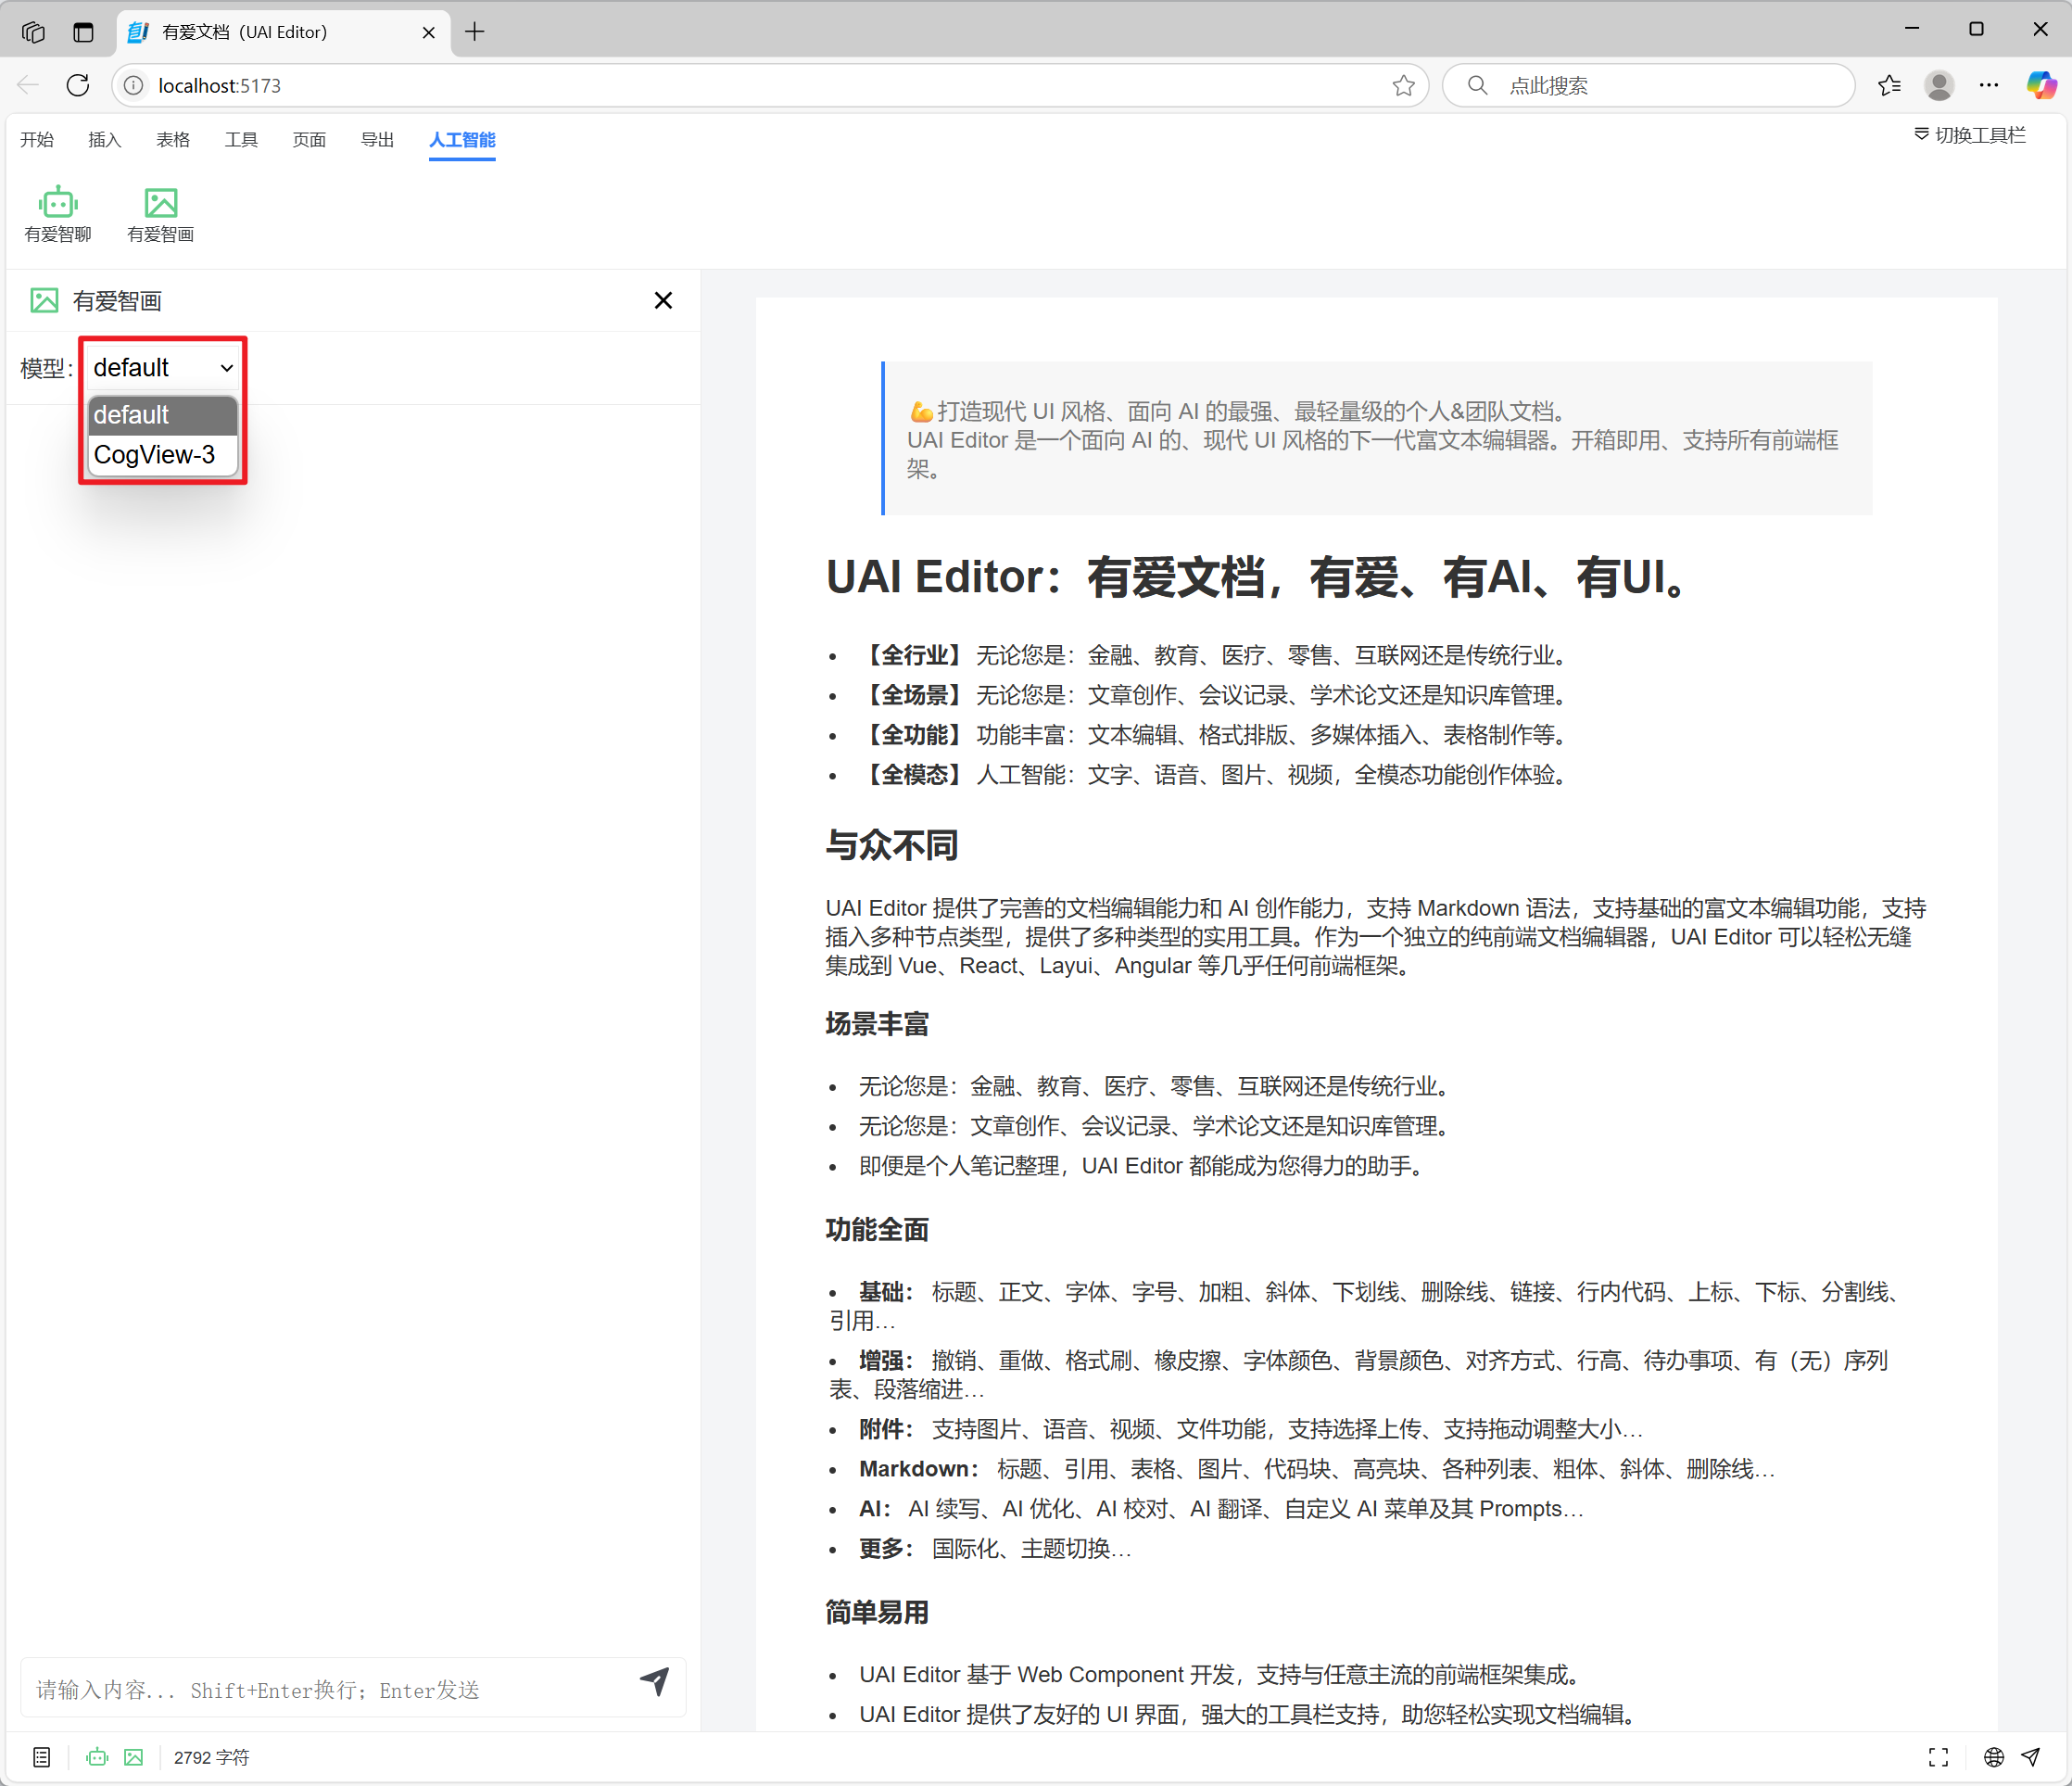 有爱文档（UAI Editor）
localhost:5173
点此搜索
开始 插入 表格 工具 页面 导出 人工智能
切换工具栏
有爱智聊 有爱智画
有爱智画
模型： default
default
CogView-3
💪打造现代 UI 风格、面向 AI 的最强、最轻量级的个人&团队文档。
UAI Editor 是一个面向 AI 的、现代 UI 风格的下一代富文本编辑器。开箱即用、支持所有前端框
架。
UAI Editor：有爱文档，有爱、有AI、有UI。
• 【全行业】 无论您是：金融、教育、医疗、零售、互联网还是传统行业。
• 【全场景】 无论您是：文章创作、会议记录、学术论文还是知识库管理。
• 【全功能】 功能丰富：文本编辑、格式排版、多媒体插入、表格制作等。
• 【全模态】 人工智能：文字、语音、图片、视频，全模态功能创作体验。
与众不同
UAI Editor 提供了完善的文档编辑能力和 AI 创作能力，支持 Markdown 语法，支持基础的富文本编辑功能，支持
插入多种节点类型，提供了多种类型的实用工具。作为一个独立的纯前端文档编辑器，UAI Editor 可以轻松无缝
集成到 Vue、React、Layui、Angular 等几乎任何前端框架。
场景丰富
• 无论您是：金融、教育、医疗、零售、互联网还是传统行业。
• 无论您是：文章创作、会议记录、学术论文还是知识库管理。
• 即便是个人笔记整理，UAI Editor 都能成为您得力的助手。
功能全面
• 基础： 标题、正文、字体、字号、加粗、斜体、下划线、删除线、链接、行内代码、上标、下标、分割线、
引用…
• 增强： 撤销、重做、格式刷、橡皮擦、字体颜色、背景颜色、对齐方式、行高、待办事项、有（无）序列
表、段落缩进…
• 附件： 支持图片、语音、视频、文件功能，支持选择上传、支持拖动调整大小…
• Markdown： 标题、引用、表格、图片、代码块、高亮块、各种列表、粗体、斜体、删除线…
• AI： AI 续写、AI 优化、AI 校对、AI 翻译、自定义 AI 菜单及其 Prompts…
• 更多： 国际化、主题切换…
简单易用
• UAI Editor 基于 Web Component 开发，支持与任意主流的前端框架集成。
• UAI Editor 提供了友好的 UI 界面，强大的工具栏支持，助您轻松实现文档编辑。
请输入内容... Shift+Enter换行；Enter发送
2792 字符